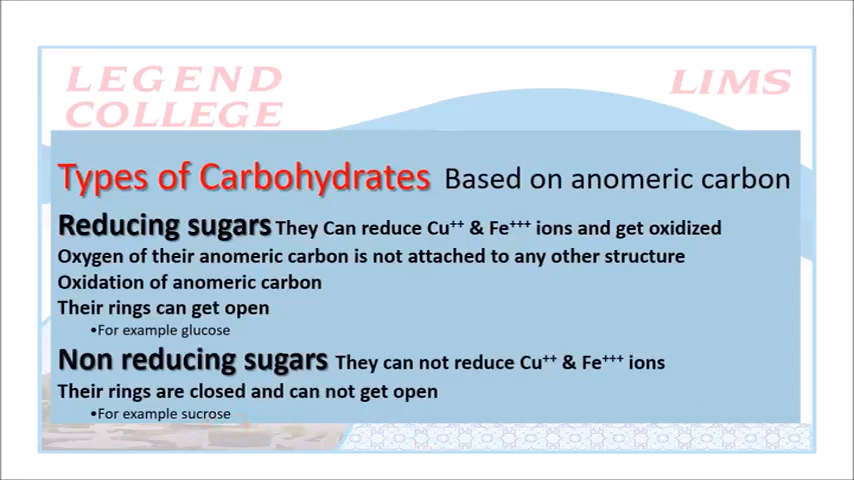 LEGEND
COLLEGE
LIMS
Types of Carbohydrates Based on anomeric carbon
Reducing sugars They Can reduce Cu⁺⁺ & Fe⁺⁺⁺ ions and get oxidized
Oxygen of their anomeric carbon is not attached to any other structure
Oxidation of anomeric carbon
Their rings can get open
•For example glucose
Non reducing sugars They can not reduce Cu⁺⁺ & Fe⁺⁺⁺ ions
Their rings are closed and can not get open
•For example sucrose